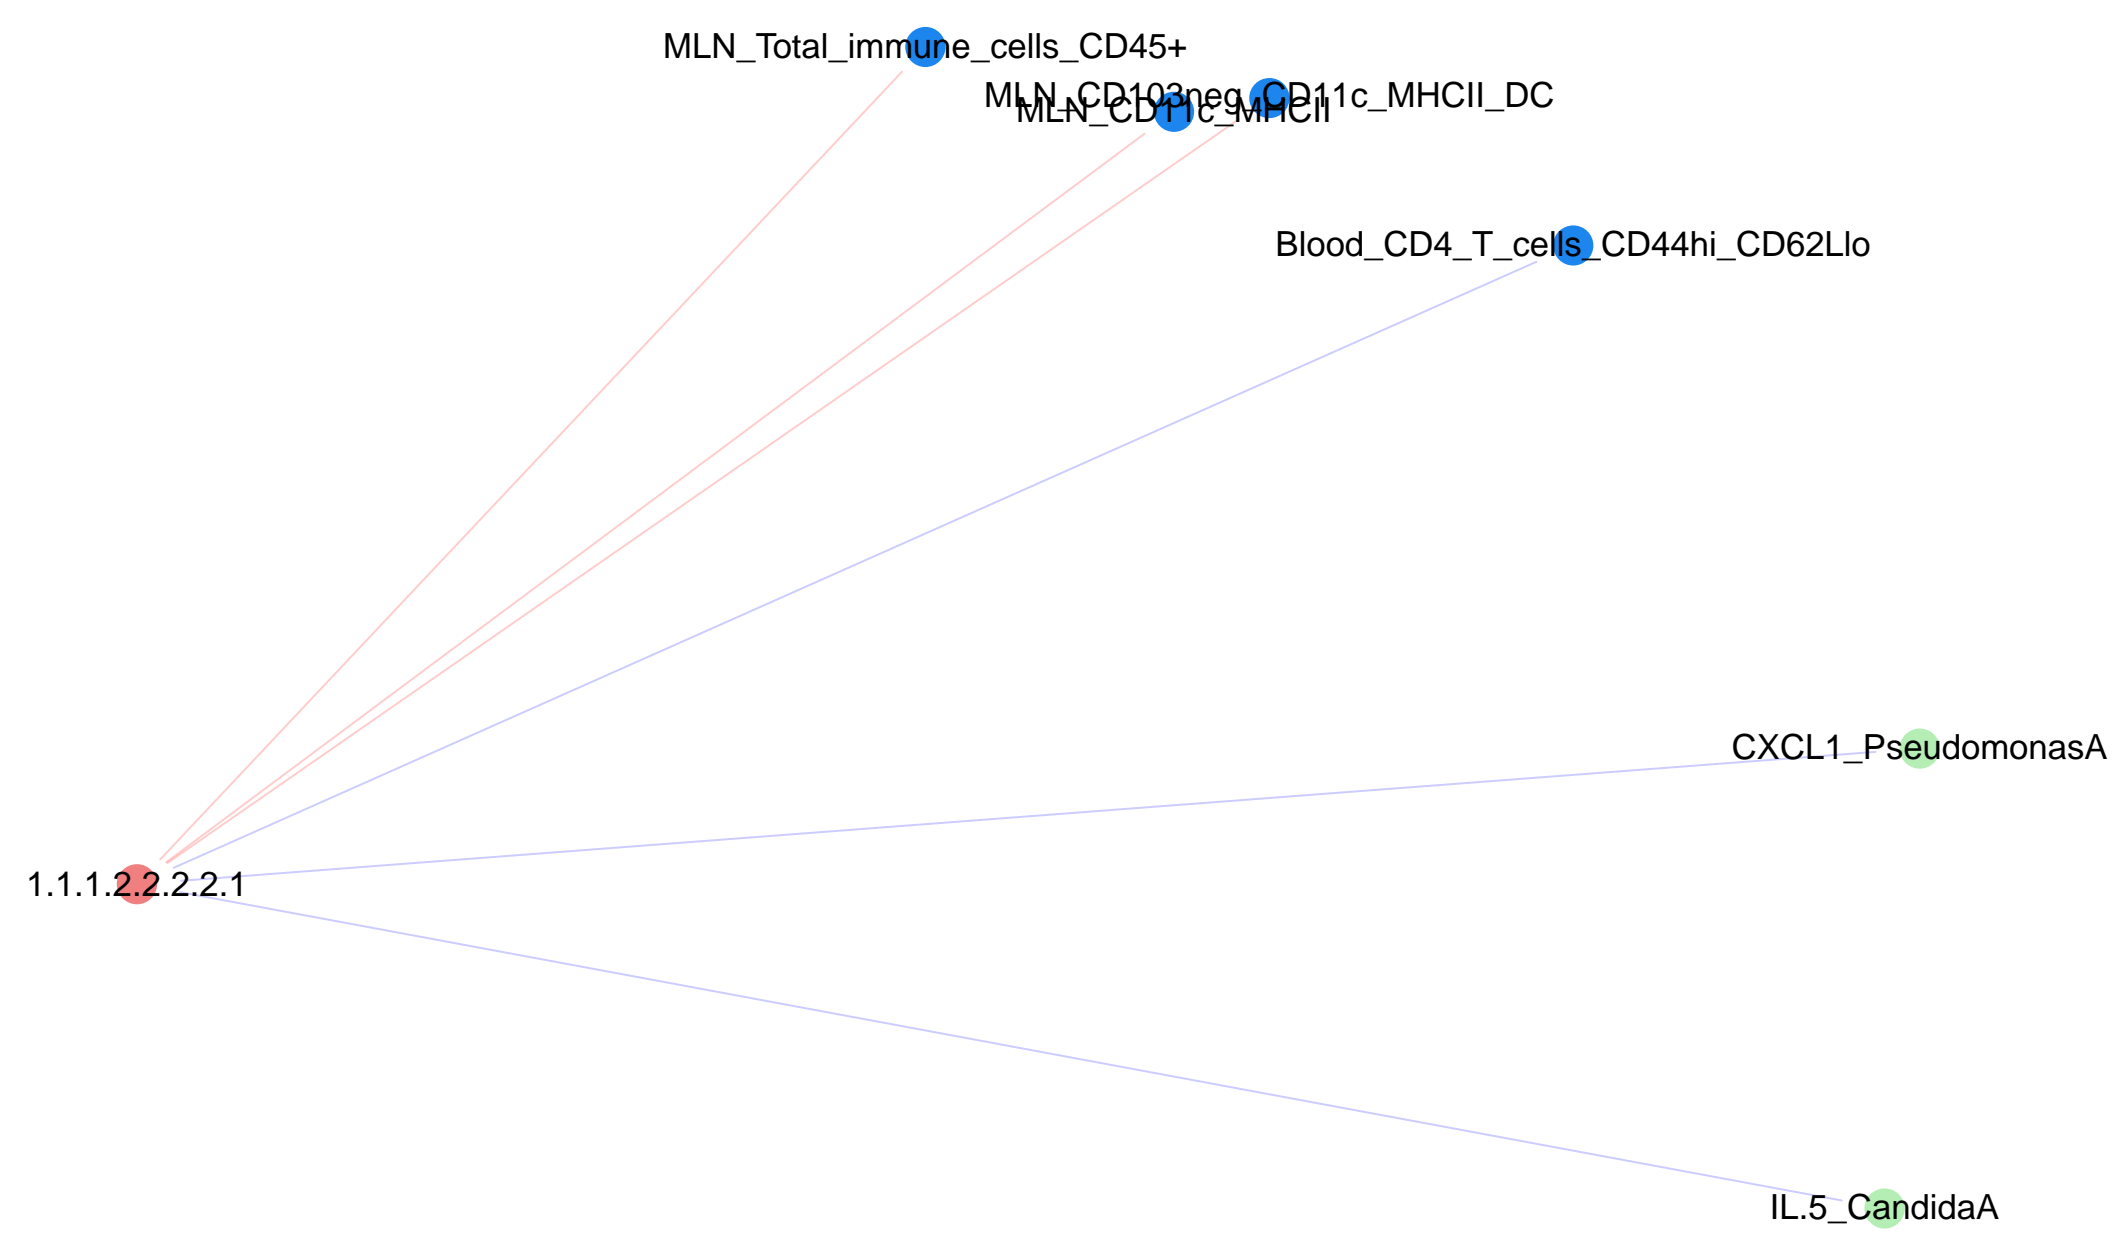 MLN_Total_immune_cells_CD45+
MLN_CD103neg_CD11c_MHCII_DC
MLN_CD11c_MHCII
Blood_CD4_T_cells_CD44hi_CD62Llo
CXCL1_PseudomonasA
1.1.1.2.2.2.2.1
IL.5_CandidaA